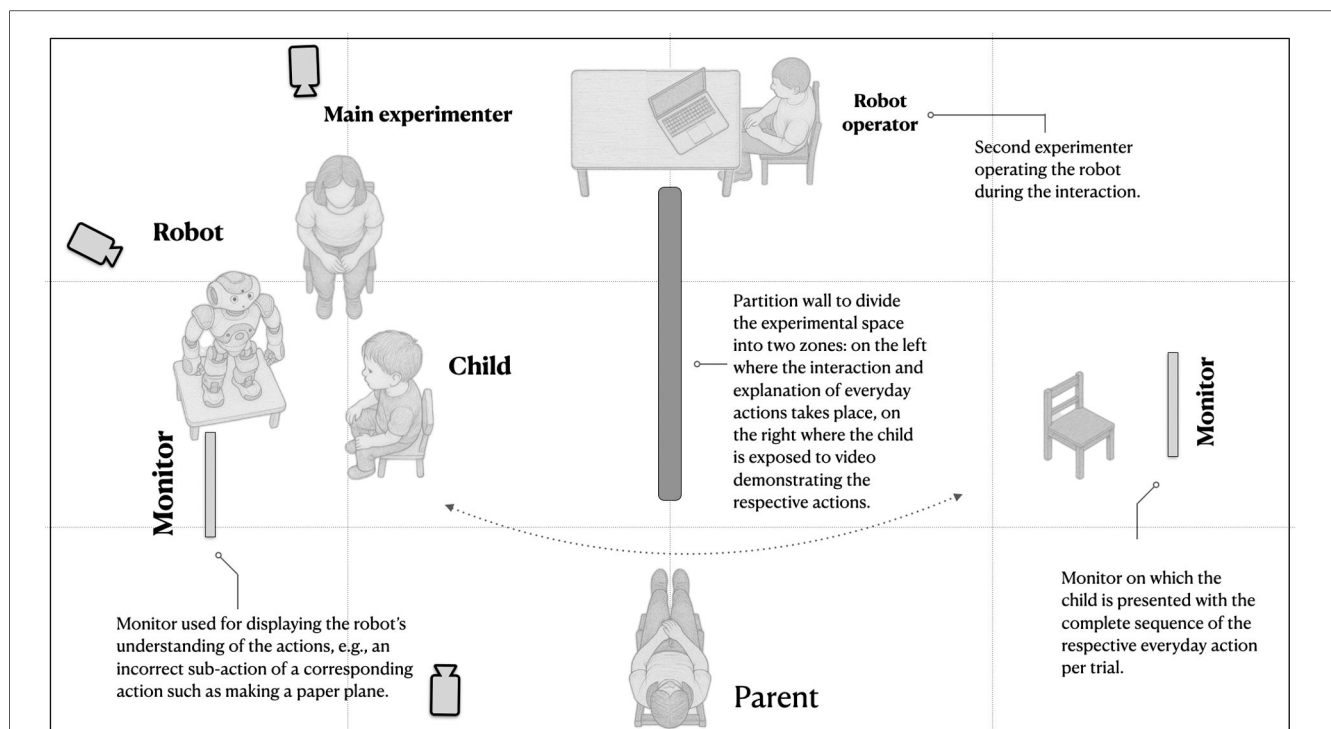 Main experimenter
Robot
operator
Second experimenter
operating the robot
during the interaction.
Robot
Partition wall to divide
the experimental space
into two zones: on the left
where the interaction and
explanation of everyday
actions takes place, on
the right where the child
is exposed to video
demonstrating the
respective actions.
Child
Monitor
Monitor
Monitor used for displaying the robot’s
understanding of the actions, e.g., an
incorrect sub-action of a corresponding
action such as making a paper plane.
Monitor on which the
child is presented with the
complete sequence of the
respective everyday action
per trial.
Parent